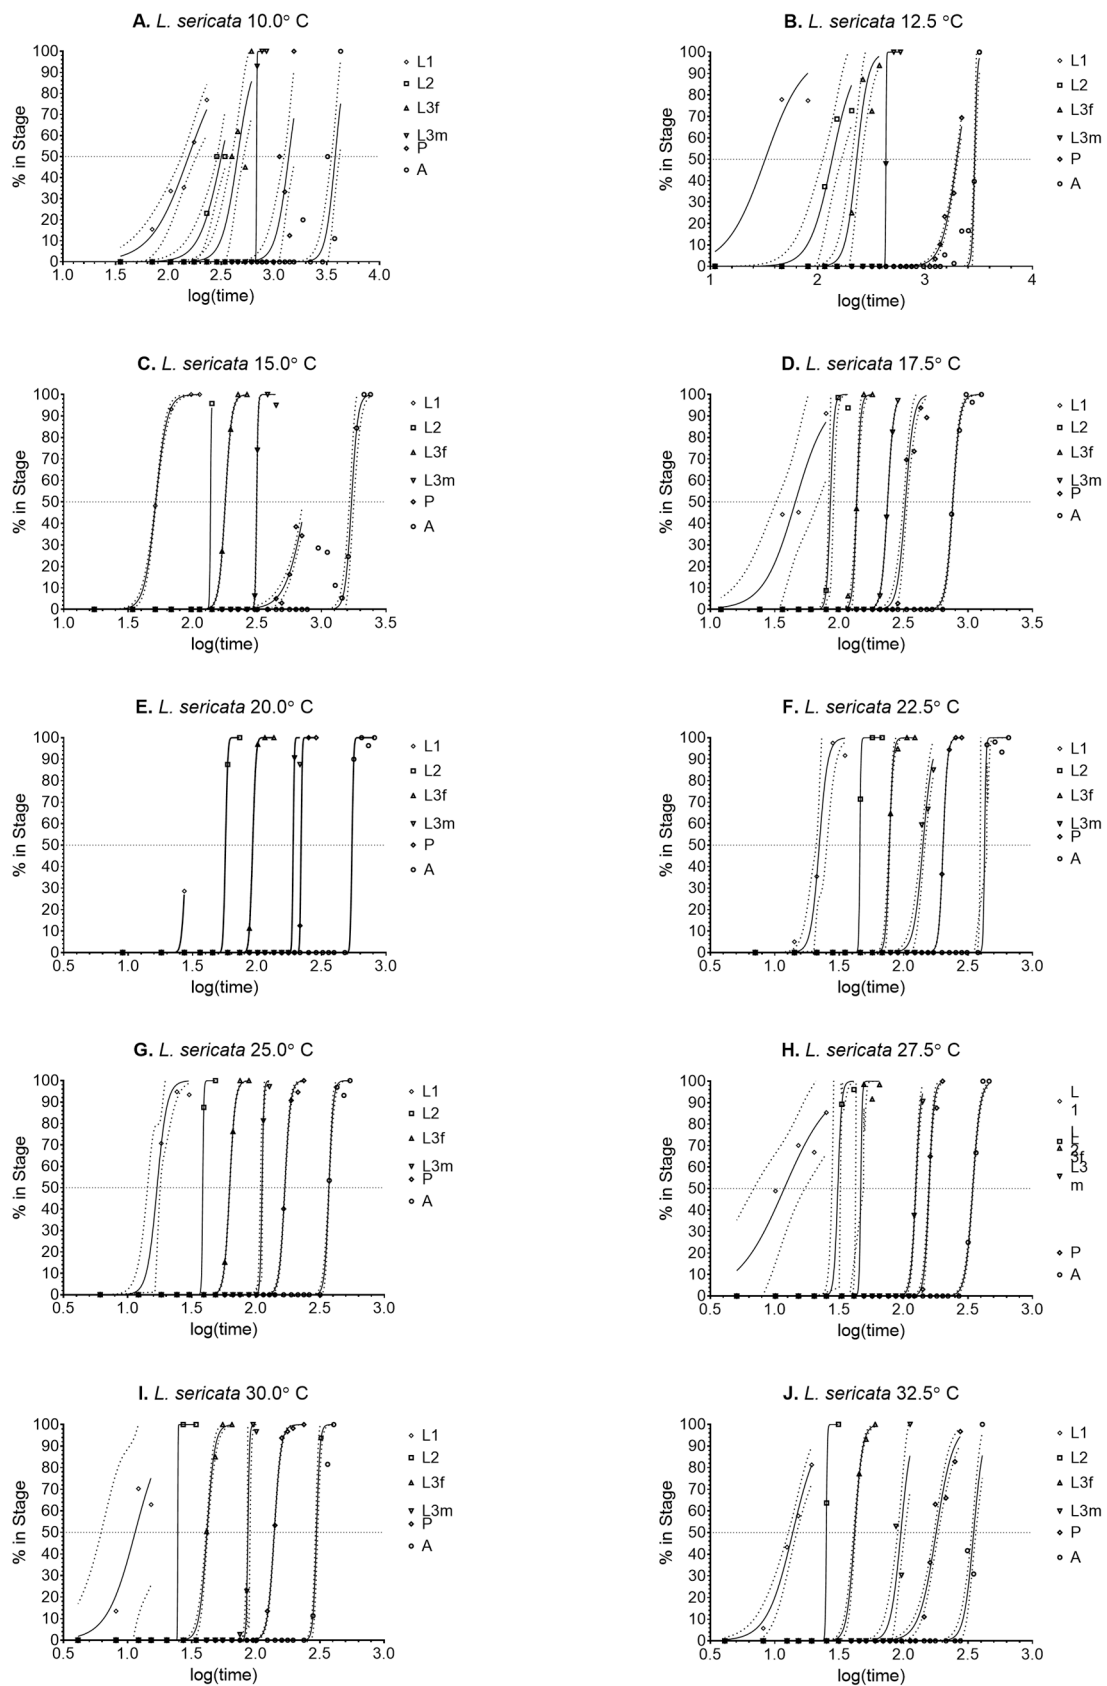 A. L. sericata 10.0° C
% in Stage
100
90
80
70
60
50
40
30
20
10
0
1.0 1.5 2.0 2.5 3.0 3.5 4.0
log(time)
L1
L2
L3f
L3m
P
A
B. L. sericata 12.5 °C
% in Stage
100
90
80
70
60
50
40
30
20
10
0
1 2 3 4
log(time)
L1
L2
L3f
L3m
P
A
C. L. sericata 15.0° C
% in Stage
100
90
80
70
60
50
40
30
20
10
0
1.0 1.5 2.0 2.5 3.0 3.5
log(time)
L1
L2
L3f
L3m
P
A
D. L. sericata 17.5° C
% in Stage
100
90
80
70
60
50
40
30
20
10
0
1.0 1.5 2.0 2.5 3.0 3.5
log(time)
L1
L2
L3f
L3m
P
A
E. L. sericata 20.0° C
% in Stage
100
90
80
70
60
50
40
30
20
10
0
0.5 1.0 1.5 2.0 2.5 3.0
log(time)
L1
L2
L3f
L3m
P
A
F. L. sericata 22.5° C
% in Stage
100
90
80
70
60
50
40
30
20
10
0
0.5 1.0 1.5 2.0 2.5 3.0
log(time)
L1
L2
L3f
L3m
P
A
G. L. sericata 25.0° C
% in Stage
100
90
80
70
60
50
40
30
20
10
0
0.5 1.0 1.5 2.0 2.5 3.0
log(time)
L1
L2
L3f
L3m
P
A
H. L. sericata 27.5° C
% in Stage
100
90
80
70
60
50
40
30
20
10
0
0.5 1.0 1.5 2.0 2.5 3.0
log(time)
L
1
L3
m
P
A
I. L. sericata 30.0° C
% in Stage
100
90
80
70
60
50
40
30
20
10
0
0.5 1.0 1.5 2.0 2.5 3.0
log(time)
L1
L2
L3f
L3m
P
A
J. L. sericata 32.5° C
% in Stage
100
90
80
70
60
50
40
30
20
10
0
0.5 1.0 1.5 2.0 2.5 3.0
log(time)
L1
L2
L3f
L3m
P
A